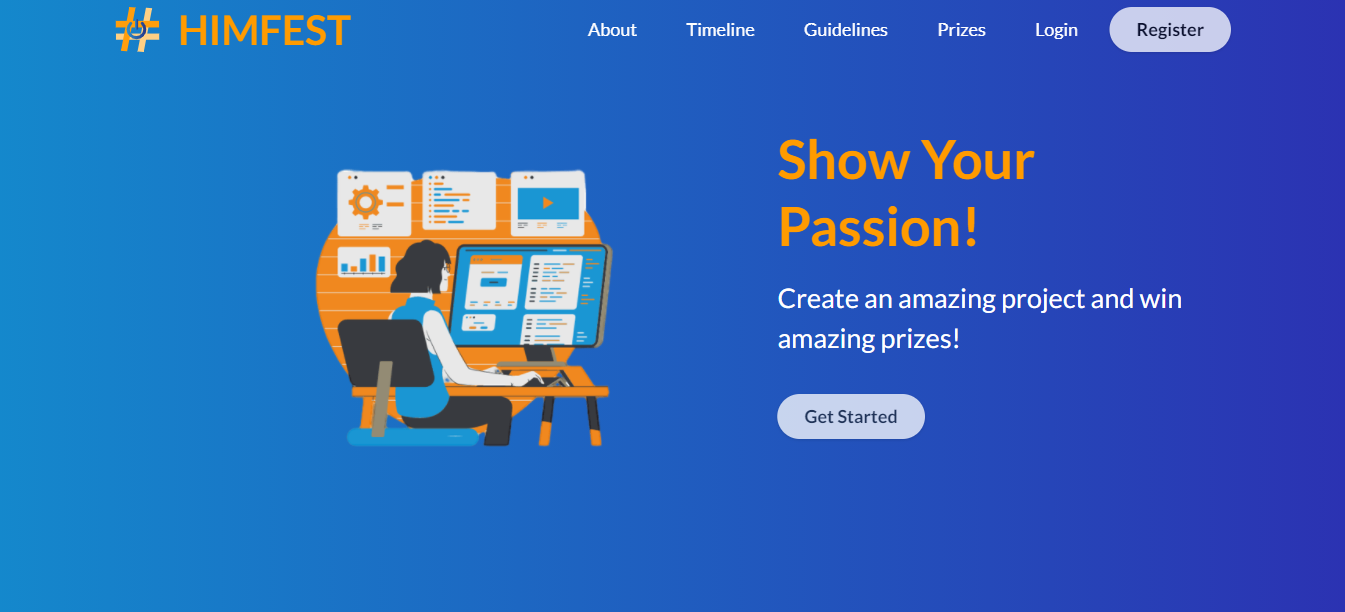 HIMFEST
About
Timeline
Guidelines
Prizes
Login
Register
Show Your
Passion!
Create an amazing project and win
amazing prizes!
Get Started